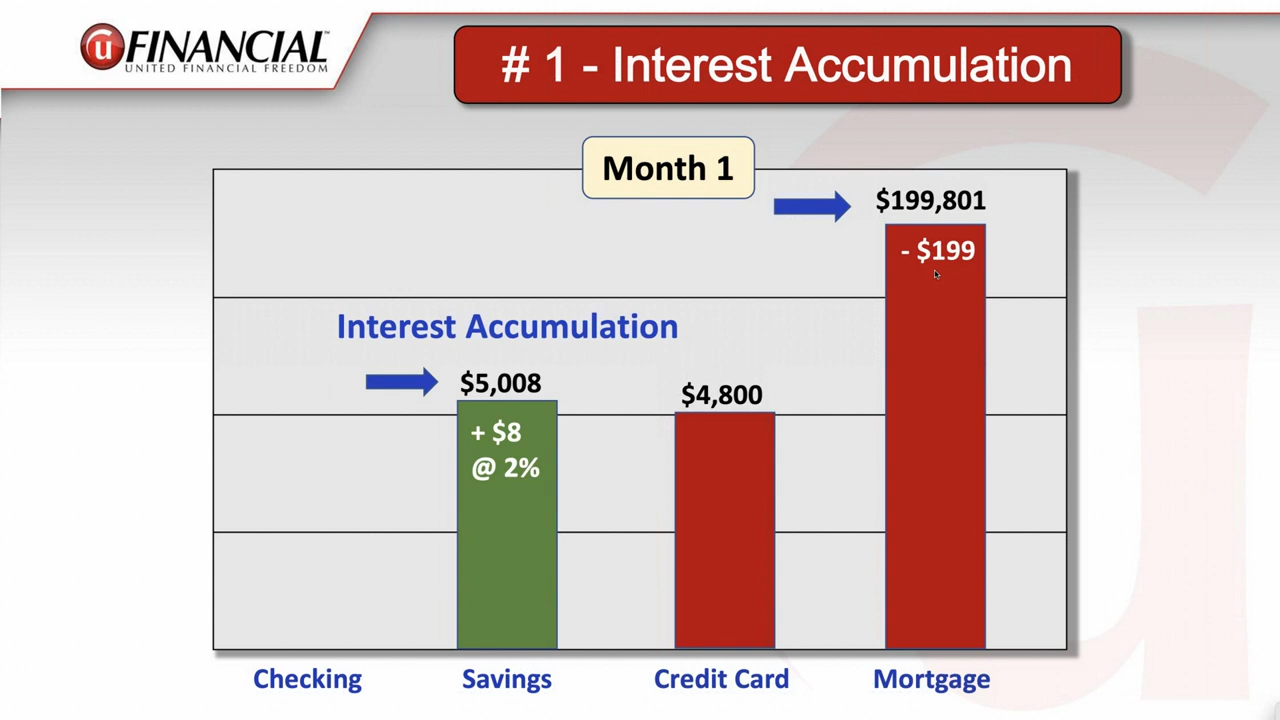 u FINANCIAL™
UNITED FINANCIAL FREEDOM
# 1 - Interest Accumulation
Month 1
$199,801
- $199
Interest Accumulation
$5,008
$4,800
+ $8
@ 2%
Checking
Savings
Credit Card
Mortgage